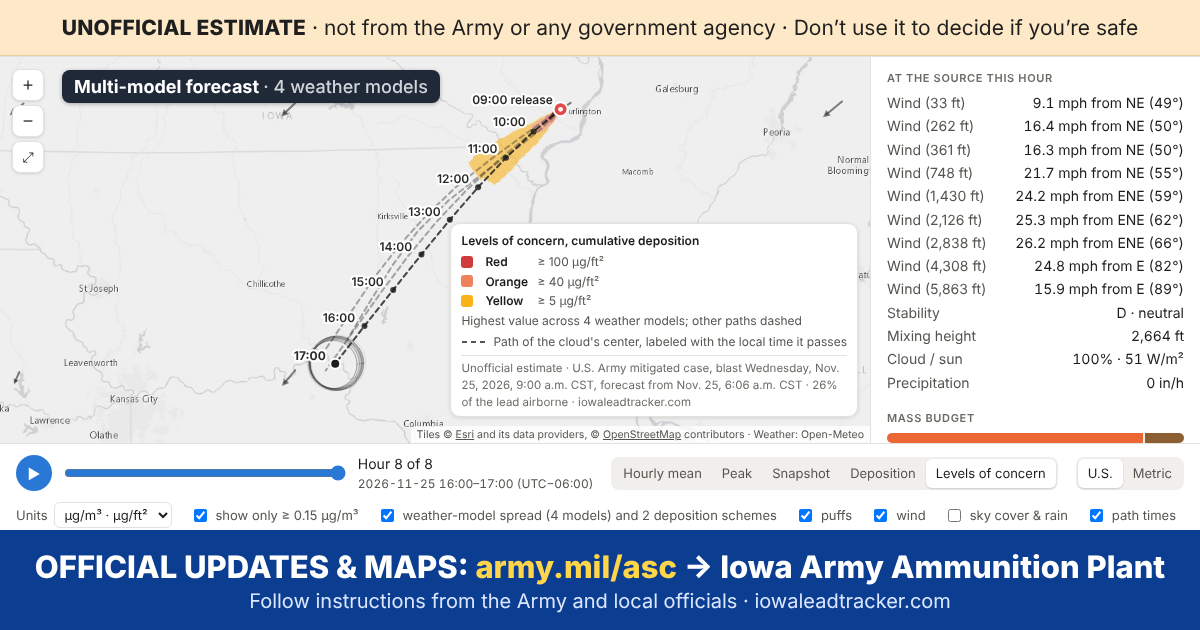 UNOFFICIAL ESTIMATE · not from the Army or any government agency · Don’t use it to decide if you’re safe
+
−
Multi-model forecast · 4 weather models
IOWA
09:00 release
urlington
Galesburg
10:00
Peoria
11:00
Normal
Blooming
12:00
Macomb
Kirksville
13:00
14:00
15:00
Chillicothe
St Joseph
16:00
17:00
Leavenworth
Kansas City
Lawrence
Olathe
Columbia
Levels of concern, cumulative deposition
Red ≥ 100 µg/ft²
Orange ≥ 40 µg/ft²
Yellow ≥ 5 µg/ft²
Highest value across 4 weather models; other paths dashed
Path of the cloud's center, labeled with the local time it passes
Unofficial estimate · U.S. Army mitigated case, blast Wednesday, Nov.
25, 2026, 9:00 a.m. CST, forecast from Nov. 25, 6:06 a.m. CST · 26%
of the lead airborne · iowaleadtracker.com
Tiles © Esri and its data providers, © OpenStreetMap contributors · Weather: Open-Meteo
AT THE SOURCE THIS HOUR
Wind (33 ft) 9.1 mph from NE (49°)
Wind (262 ft) 16.4 mph from NE (50°)
Wind (361 ft) 16.3 mph from NE (50°)
Wind (748 ft) 21.7 mph from NE (55°)
Wind (1,430 ft) 24.2 mph from ENE (59°)
Wind (2,126 ft) 25.3 mph from ENE (62°)
Wind (2,838 ft) 26.2 mph from ENE (66°)
Wind (4,308 ft) 24.8 mph from E (82°)
Wind (5,863 ft) 15.9 mph from E (89°)
Stability D · neutral
Mixing height 2,664 ft
Cloud / sun 100% · 51 W/m²
Precipitation 0 in/h
MASS BUDGET
Hour 8 of 8
2026-11-25 16:00–17:00 (UTC−06:00)
Hourly mean Peak Snapshot Deposition Levels of concern U.S. Metric
Units µg/m³ · µg/ft² show only ≥ 0.15 µg/m³ weather-model spread (4 models) and 2 deposition schemes puffs wind sky cover & rain path times
OFFICIAL UPDATES & MAPS: army.mil/asc → Iowa Army Ammunition Plant
Follow instructions from the Army and local officials · iowaleadtracker.com